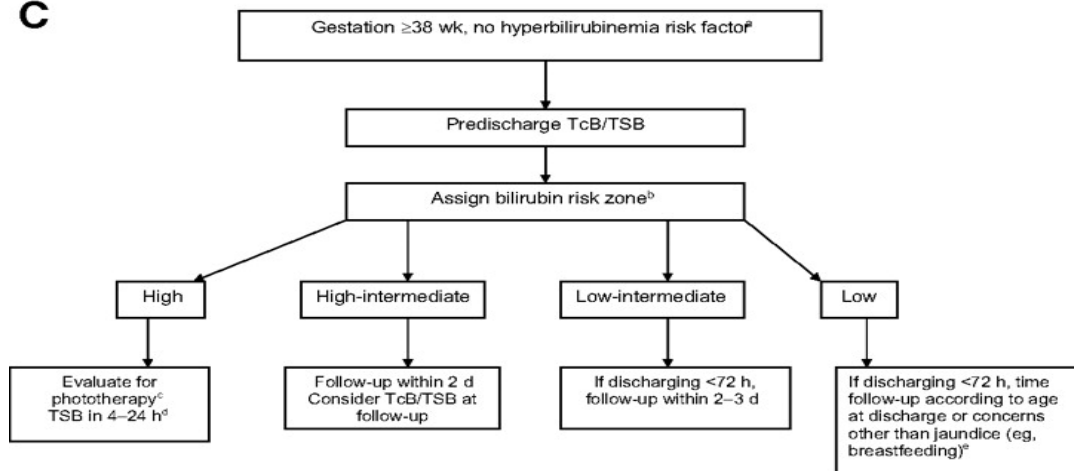 C
Gestation ≥38 wk, no hyperbilirubinemia risk factorª
Predischarge TcB/TSB
Assign bilirubin risk zoneᵇ
High
High-intermediate
Low-intermediate
Low
Evaluate for
phototherapyᶜ
TSB in 4–24 hᵈ
Follow-up within 2 d
Consider TcB/TSB at
follow-up
If discharging <72 h,
follow-up within 2–3 d
If discharging <72 h, time
follow-up according to age
at discharge or concerns
other than jaundice (eg,
breastfeeding)ᵉ